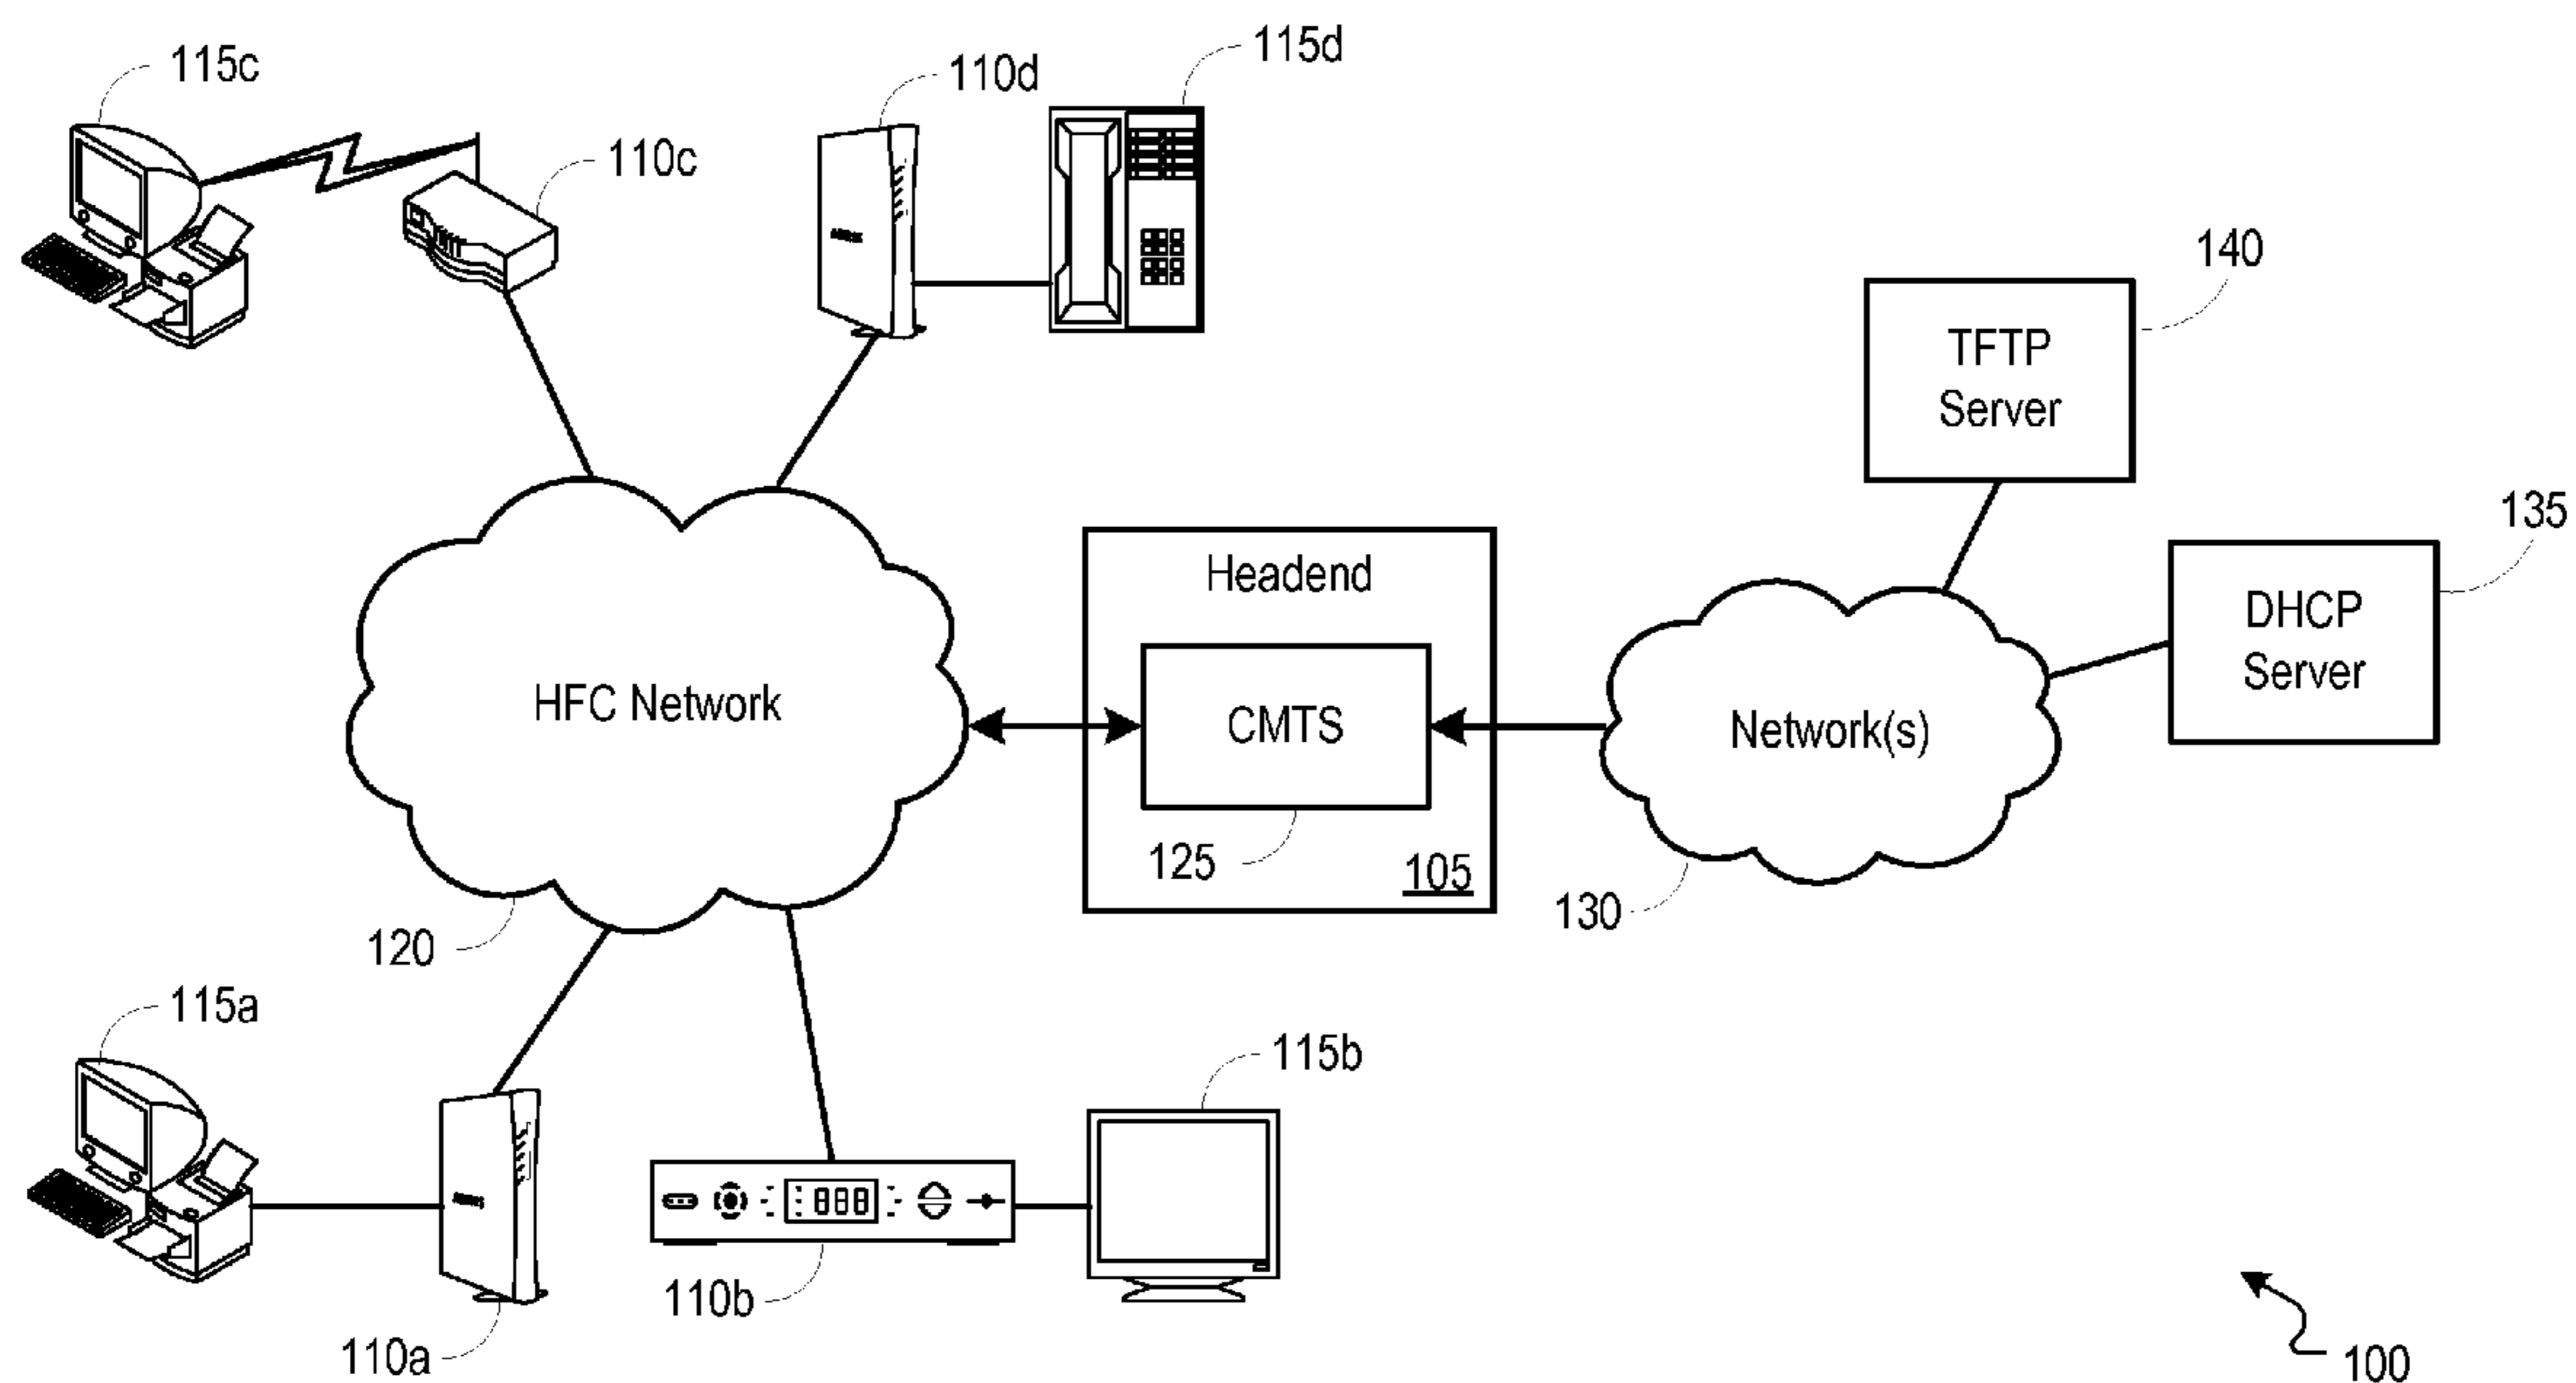 115c
110c
110d
115d
140
TFTP
Server
135
DHCP
Server
Headend
HFC Network
CMTS
Network(s)
125
105
130
120
115a
115b
110b
110a
100
888